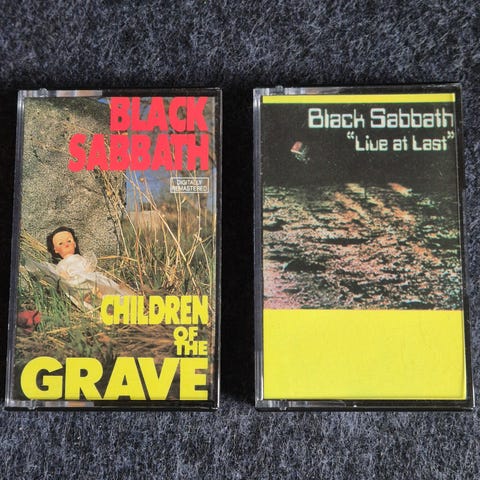 BLACK
SABBATH
DIGITALLY
REMASTERED
CHILDREN
OF
THE
GRAVE
Black Sabbath
"Live at Last"